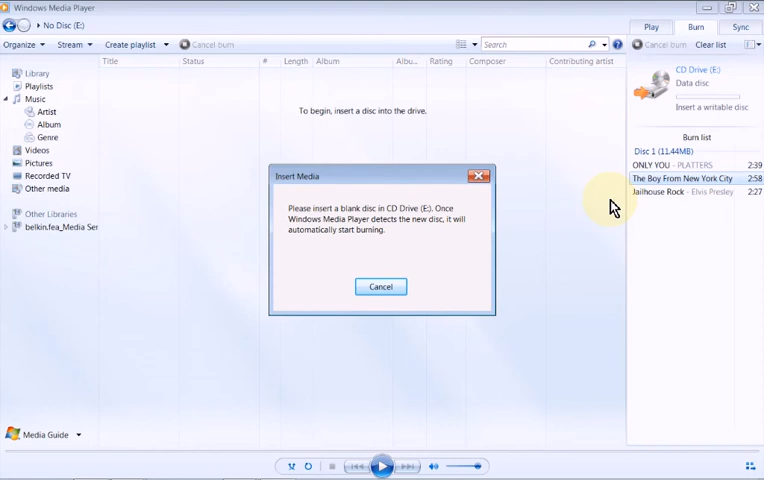 Windows Media Player
No Disc (E:)
Play Burn Sync
Organize Stream Create playlist Cancel burn Search Cancel burn Clear list
Library
Playlists
Music
Artist
Album
Genre
Videos
Pictures
Recorded TV
Other media
Other Libraries
belkin.fea_Media Ser
Title Status # Length Album Albu... Rating Composer Contributing artist
To begin, insert a disc into the drive.
Insert Media
Please insert a blank disc in CD Drive (E:). Once
Windows Media Player detects the new disc, it will
automatically start burning.
Cancel
CD Drive (E:)
Data disc
Insert a writable disc
Burn list
Disc 1 (11.44MB)
ONLY YOU - PLATTERS 2:39
The Boy From New York City 2:58
Jailhouse Rock - Elvis Presley 2:27
Media Guide